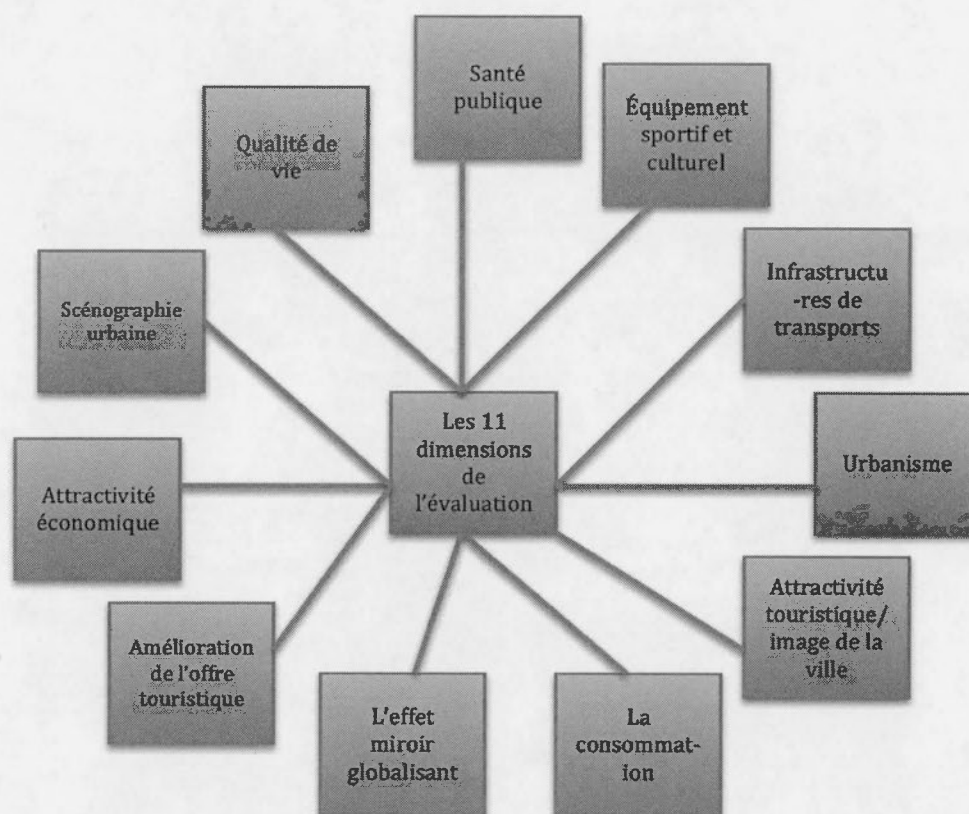 Santé
publique
Équipement
sportif et
culturel
Qualité de
vie
Infrastructu
-res de
transports
Scénographie
urbaine
Les 11
dimensions
de
l'évaluation
Urbanisme
Attractivité
économique
Attractivité
touristique/
image de la
ville
Amélioration
de l'offre
touristique
L'effet
miroir
globalisant
La
consommat-
ion